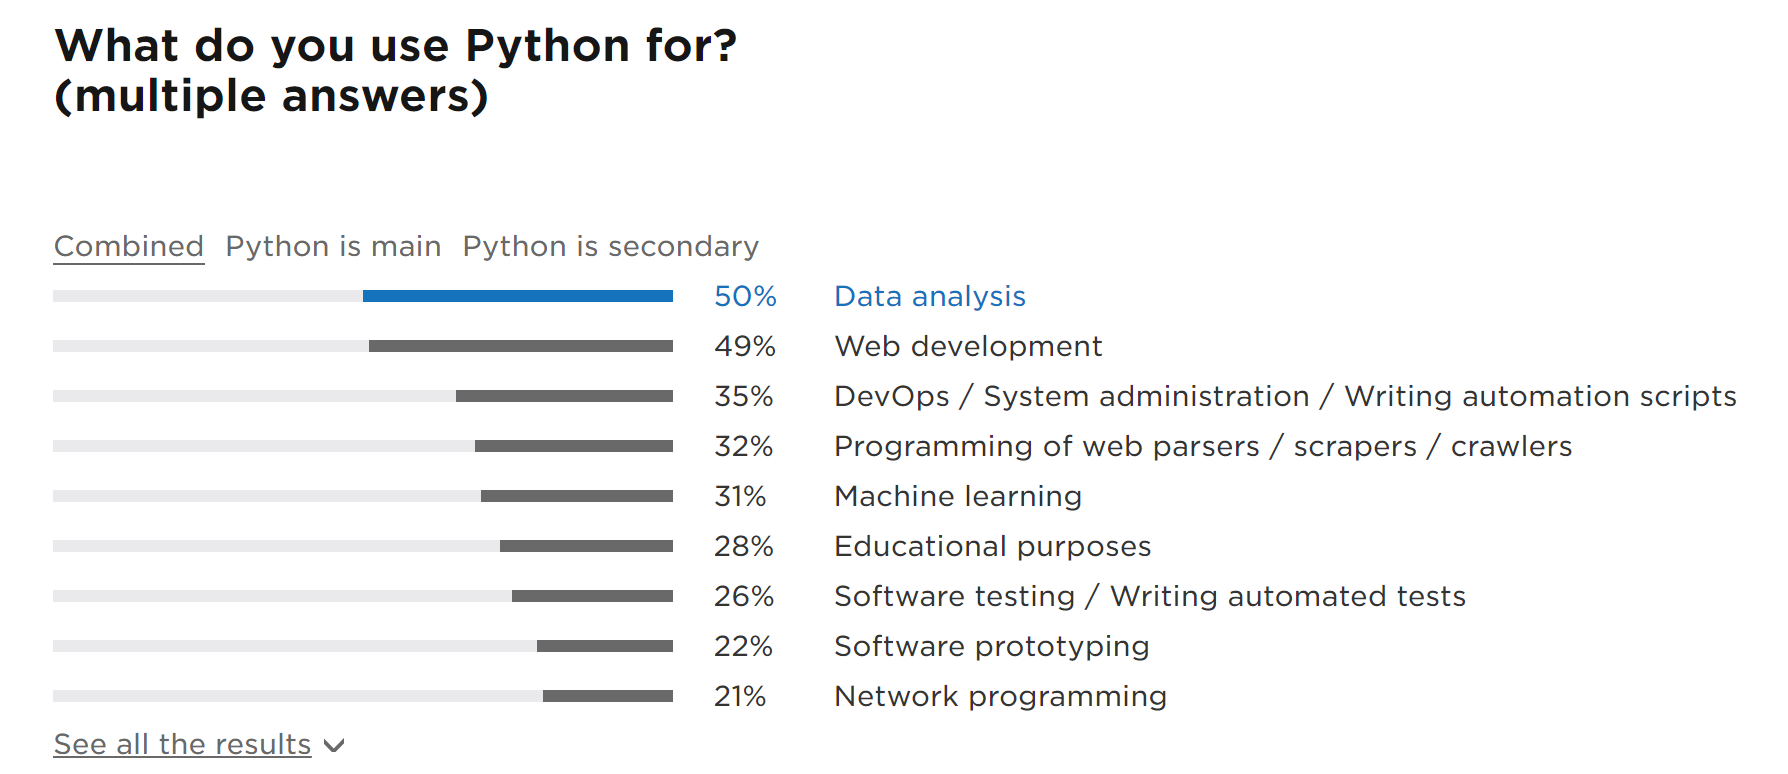 What do you use Python for?
(multiple answers)
Combined Python is main Python is secondary
50% Data analysis
49% Web development
35% DevOps / System administration / Writing automation scripts
32% Programming of web parsers / scrapers / crawlers
31% Machine learning
28% Educational purposes
26% Software testing / Writing automated tests
22% Software prototyping
21% Network programming
See all the results